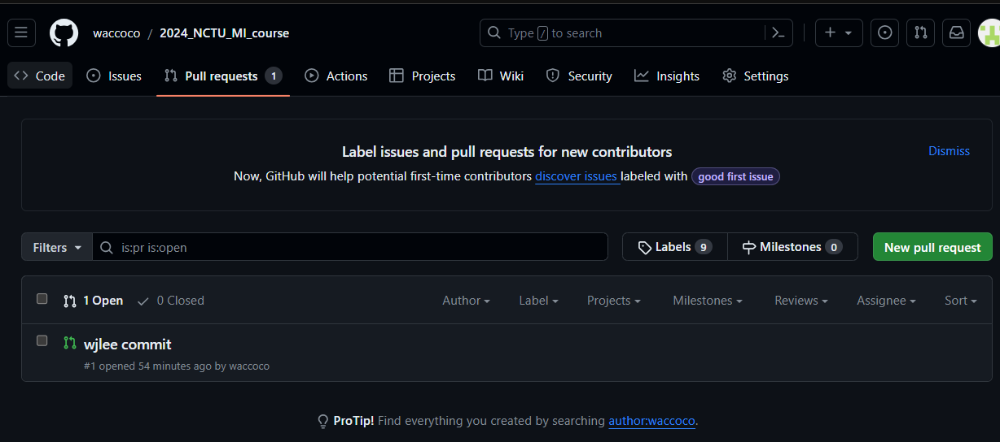 waccoco / 2024_NCTU_MI_course
Type / to search
Code Issues Pull requests 1 Actions Projects Wiki Security Insights Settings
Label issues and pull requests for new contributors
Dismiss
Now, GitHub will help potential first-time contributors discover issues labeled with good first issue
Filters is:pr is:open Labels 9 Milestones 0 New pull request
1 Open 0 Closed Author Label Projects Milestones Reviews Assignee Sort
wjlee commit
#1 opened 54 minutes ago by waccoco
ProTip! Find everything you created by searching author:waccoco.